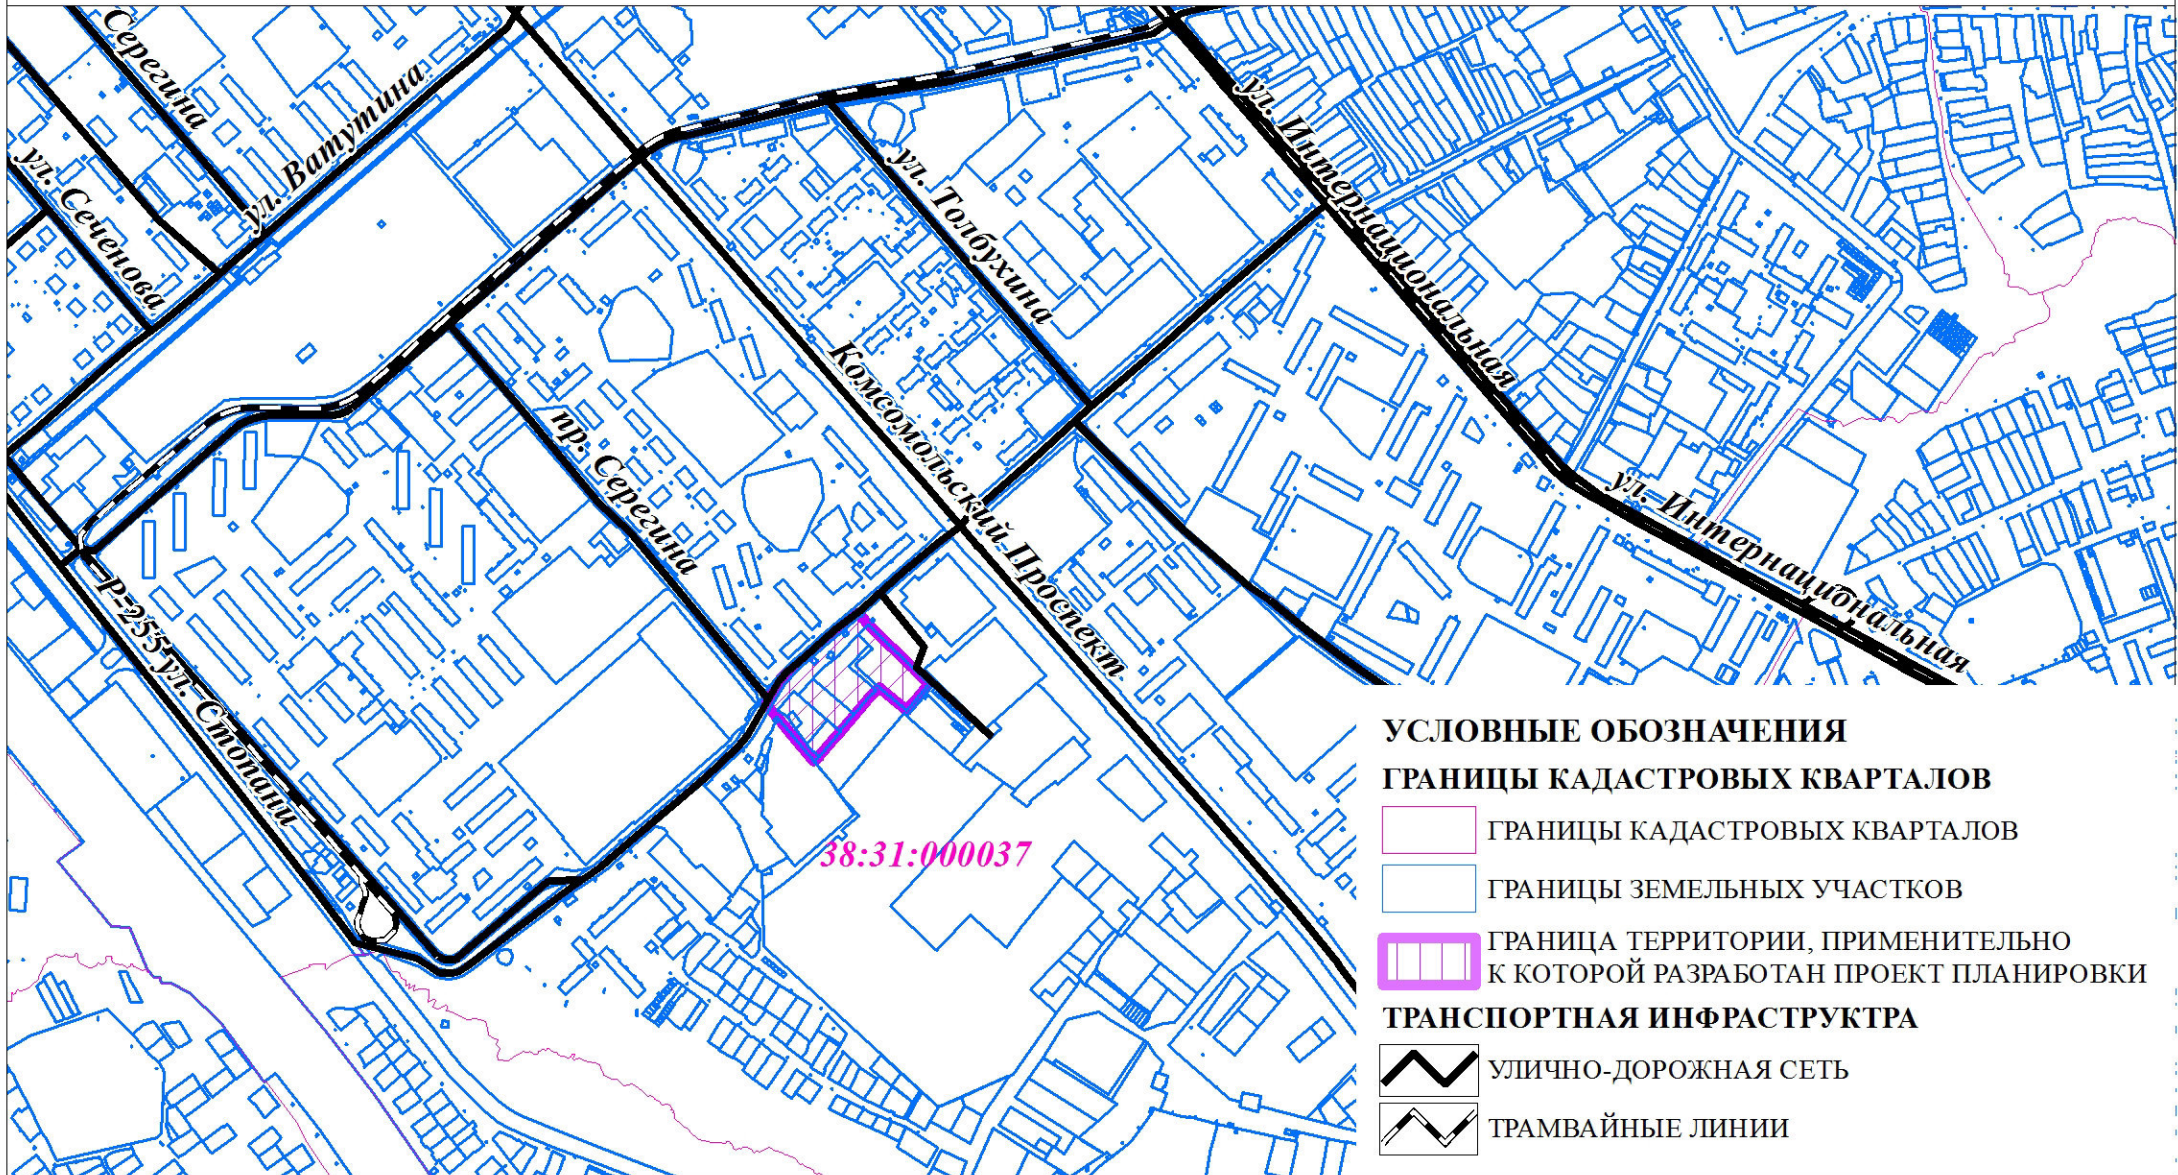 Серегина
ул. Ватутина
ул. Сеченова
ул. Интернациональная
ул. Толбухина
Комсомольский Проспект
пр. Серегина
ул. Интернациональная
Р-255 ул. Стопани
38:31:000037
УСЛОВНЫЕ ОБОЗНАЧЕНИЯ
ГРАНИЦЫ КАДАСТРОВЫХ КВАРТАЛОВ
ГРАНИЦЫ КАДАСТРОВЫХ КВАРТАЛОВ
ГРАНИЦЫ ЗЕМЕЛЬНЫХ УЧАСТКОВ
ГРАНИЦА ТЕРРИТОРИИ, ПРИМЕНИТЕЛЬНО
К КОТОРОЙ РАЗРАБОТАН ПРОЕКТ ПЛАНИРОВКИ
ТРАНСПОРТНАЯ ИНФРАСТРУКТРА
УЛИЧНО-ДОРОЖНАЯ СЕТЬ
ТРАМВАЙНЫЕ ЛИНИИ